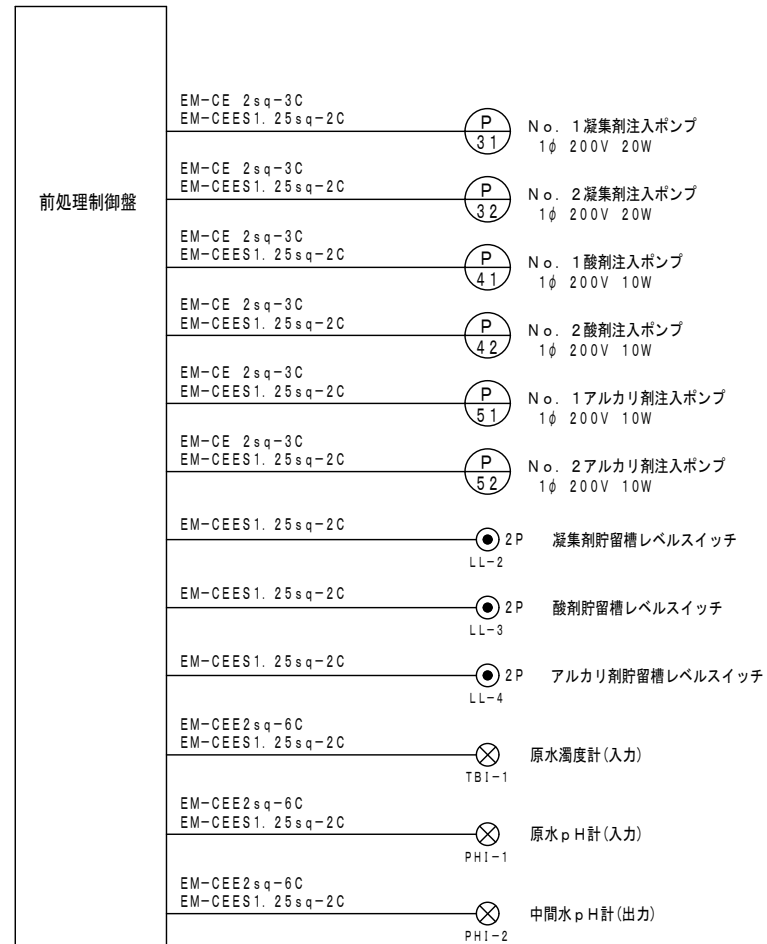 EM-CE 2sq-3C
EM-CEES1.25sq-2C
P
31
No. 1凝集剤注入ポンプ
1φ 200V 20W
EM-CE 2sq-3C
EM-CEES1.25sq-2C
P
32
No. 2凝集剤注入ポンプ
1φ 200V 20W
前処理制御盤
EM-CE 2sq-3C
EM-CEES1.25sq-2C
P
41
No. 1酸剤注入ポンプ
1φ 200V 10W
EM-CE 2sq-3C
EM-CEES1.25sq-2C
P
42
No. 2酸剤注入ポンプ
1φ 200V 10W
EM-CE 2sq-3C
EM-CEES1.25sq-2C
P
51
No. 1アルカリ剤注入ポンプ
1φ 200V 10W
EM-CE 2sq-3C
EM-CEES1.25sq-2C
P
52
No. 2アルカリ剤注入ポンプ
1φ 200V 10W
EM-CEES1.25sq-2C
2P 凝集剤貯留槽レベルスイッチ
LL-2
EM-CEES1.25sq-2C
2P 酸剤貯留槽レベルスイッチ
LL-3
EM-CEES1.25sq-2C
2P アルカリ剤貯留槽レベルスイッチ
LL-4
EM-CEE2sq-6C
EM-CEES1.25sq-2C
原水濁度計(入力)
TBI-1
EM-CEE2sq-6C
EM-CEES1.25sq-2C
原水pH計(入力)
PHI-1
EM-CEE2sq-6C
EM-CEES1.25sq-2C
中間水pH計(出力)
PHI-2